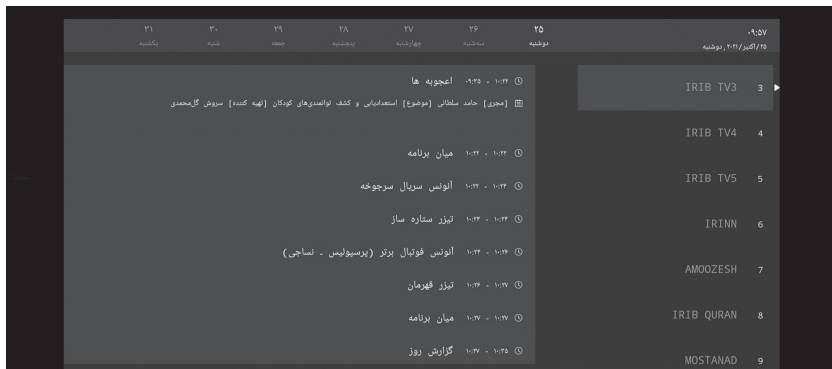 ۰۹:۵۷
۲۵ / اکتبر / ۲۰۲۱ , دوشنبه
۲۵ ۲۶ ۲۷ ۲۸ ۲۹ ۳۰ ۳۱
دوشنبه سه‌شنبه چهارشنبه پنجشنبه جمعه شنبه یکشنبه
3 IRIB TV3
4 IRIB TV4
5 IRIB TV5
6 IRINN
7 AMOOZESH
8 IRIB QURAN
9 MOSTANAD
۰۹:۳۵ - ۱۰:۲۲ اعجوبه ها
[مجری] حامد سلطانی [موضوع] استعدادیابی و کشف توانمندی‌های کودکان [تهیه کننده] سروش گل‌محمدی
۱۰:۲۲ - ۱۰:۲۲ میان برنامه
۱۰:۲۲ - ۱۰:۲۴ آنونس سریال سرجوخه
۱۰:۲۴ - ۱۰:۲۴ تیزر ستاره ساز
۱۰:۲۴ - ۱۰:۲۶ آنونس فوتبال برتر (پرسپولیس - نساجی)
۱۰:۲۶ - ۱۰:۲۷ تیزر قهرمان
۱۰:۲۷ - ۱۰:۲۷ میان برنامه
۱۰:۲۷ - ۱۰:۳۵ گزارش روز